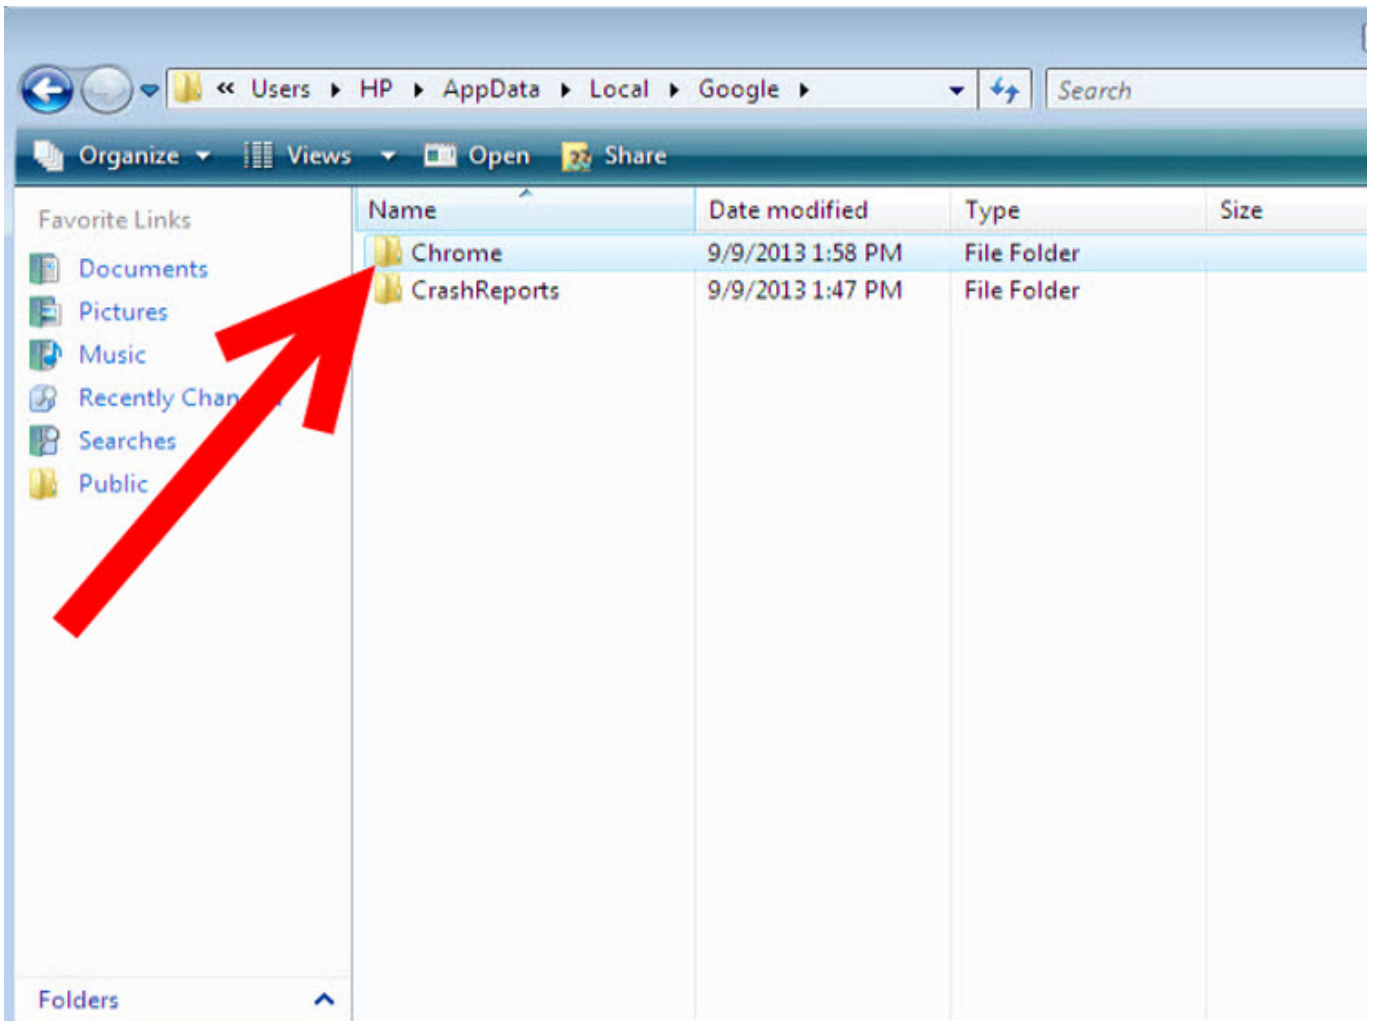 « Users HP AppData Local Google Search
Organize Views Open Share
Favorite Links
Documents
Pictures
Music
Recently
Searches
Public
Folders
Name Date modified Type Size
Chrome 9/9/2013 1:58 PM File Folder
CrashReports 9/9/2013 1:47 PM File Folder